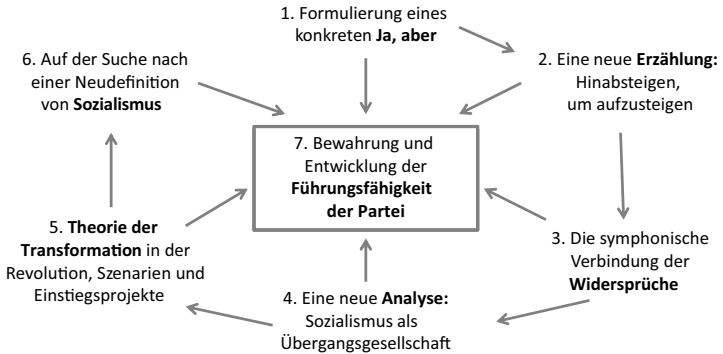 1. Formulierung eines
konkreten Ja, aber
2. Eine neue Erzählung:
Hinabsteigen,
um aufzusteigen
3. Die symphonische
Verbindung der
Widersprüche
4. Eine neue Analyse:
Sozialismus als
Übergangsgesellschaft
5. Theorie der
Transformation in der
Revolution, Szenarien und
Einstiegsprojekte
6. Auf der Suche nach
einer Neudefinition
von Sozialismus
7. Bewahrung und
Entwicklung der
Führungsfähigkeit
der Partei